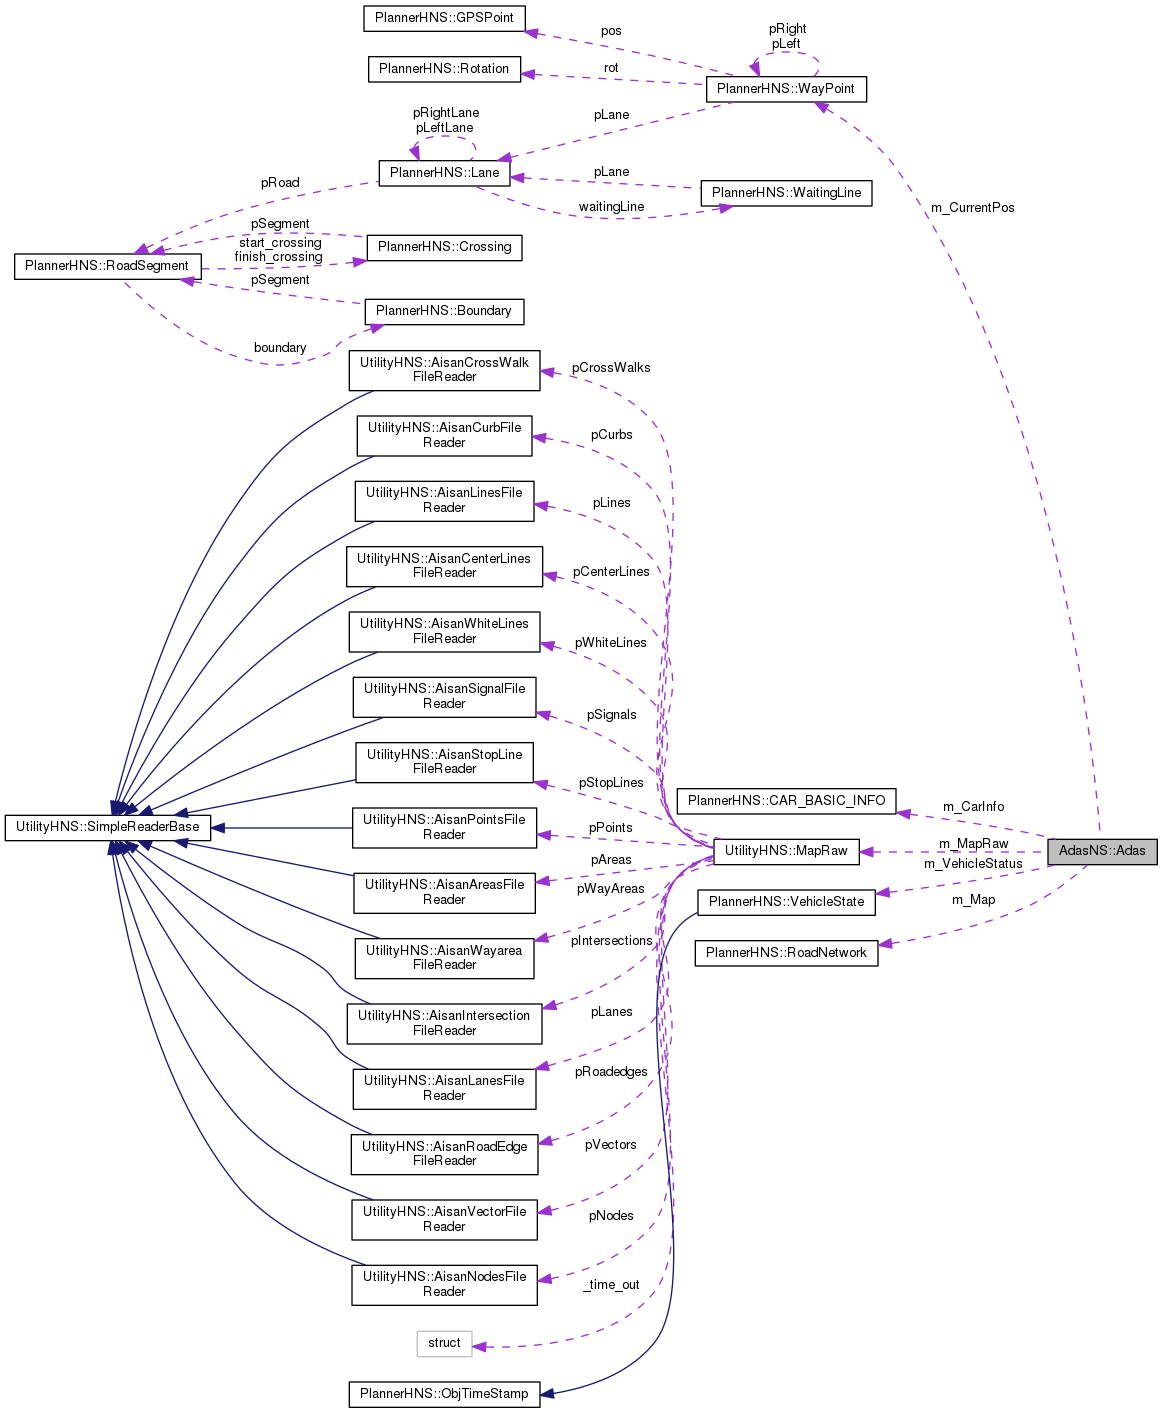 PlannerHNS::GPSPoint
pos
pRight
pLeft
PlannerHNS::Rotation
rot
PlannerHNS::WayPoint
pRightLane
pLeftLane
pLane
PlannerHNS::Lane
pLane
PlannerHNS::WaitingLine
pRoad
waitingLine
m_CurrentPos
pSegment
PlannerHNS::Crossing
start_crossing
finish_crossing
PlannerHNS::RoadSegment
pSegment
PlannerHNS::Boundary
boundary
UtilityHNS::AisanCrossWalk
FileReader
pCrossWalks
UtilityHNS::AisanCurbFile
Reader
pCurbs
UtilityHNS::AisanLinesFile
Reader
pLines
UtilityHNS::AisanCenterLines
FileReader
pCenterLines
UtilityHNS::AisanWhiteLines
FileReader
pWhiteLines
UtilityHNS::AisanSignalFile
Reader
pSignals
UtilityHNS::AisanStopLine
FileReader
pStopLines
PlannerHNS::CAR_BASIC_INFO
m_CarInfo
UtilityHNS::SimpleReaderBase
UtilityHNS::AisanPointsFile
Reader
pPoints
UtilityHNS::MapRaw
m_MapRaw
AdasNS::Adas
m_VehicleStatus
UtilityHNS::AisanAreasFile
Reader
pAreas
pWayAreas
PlannerHNS::VehicleState
m_Map
UtilityHNS::AisanWayarea
FileReader
pIntersections
PlannerHNS::RoadNetwork
UtilityHNS::AisanIntersection
FileReader
pLanes
UtilityHNS::AisanLanesFile
Reader
pRoadedges
UtilityHNS::AisanRoadEdge
FileReader
pVectors
UtilityHNS::AisanVectorFile
Reader
pNodes
UtilityHNS::AisanNodesFile
Reader
_time_out
struct
PlannerHNS::ObjTimeStamp